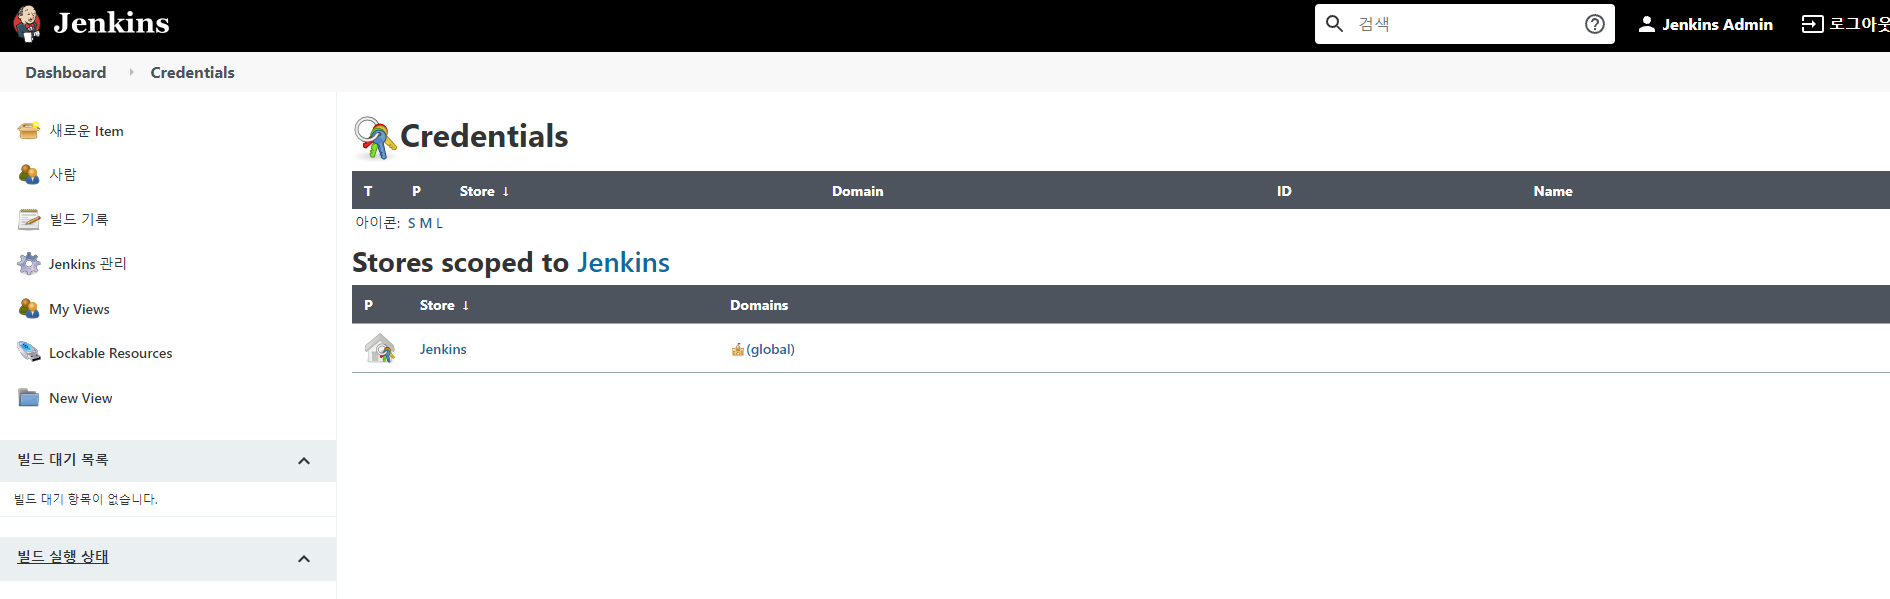 Jenkins
검색
Jenkins Admin
로그아웃
Dashboard
Credentials
새로운 Item
사람
빌드 기록
Jenkins 관리
My Views
Lockable Resources
New View
빌드 대기 목록
빌드 대기 항목이 없습니다.
빌드 실행 상태
Credentials
T P Store ↓ Domain ID Name
아이콘: S M L
Stores scoped to Jenkins
P Store ↓ Domains
Jenkins (global)